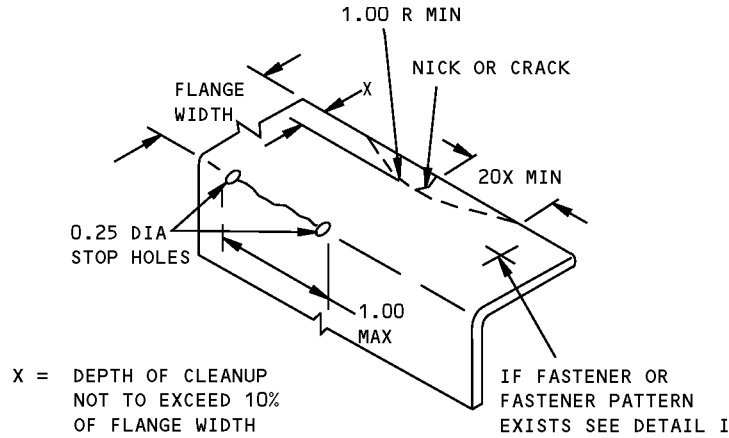 1.00 R MIN
NICK OR CRACK
FLANGE
WIDTH
X
20X MIN
0.25 DIA
STOP HOLES
1.00
MAX
X = DEPTH OF CLEANUP
NOT TO EXCEED 10%
OF FLANGE WIDTH
IF FASTENER OR
FASTENER PATTERN
EXISTS SEE DETAIL I